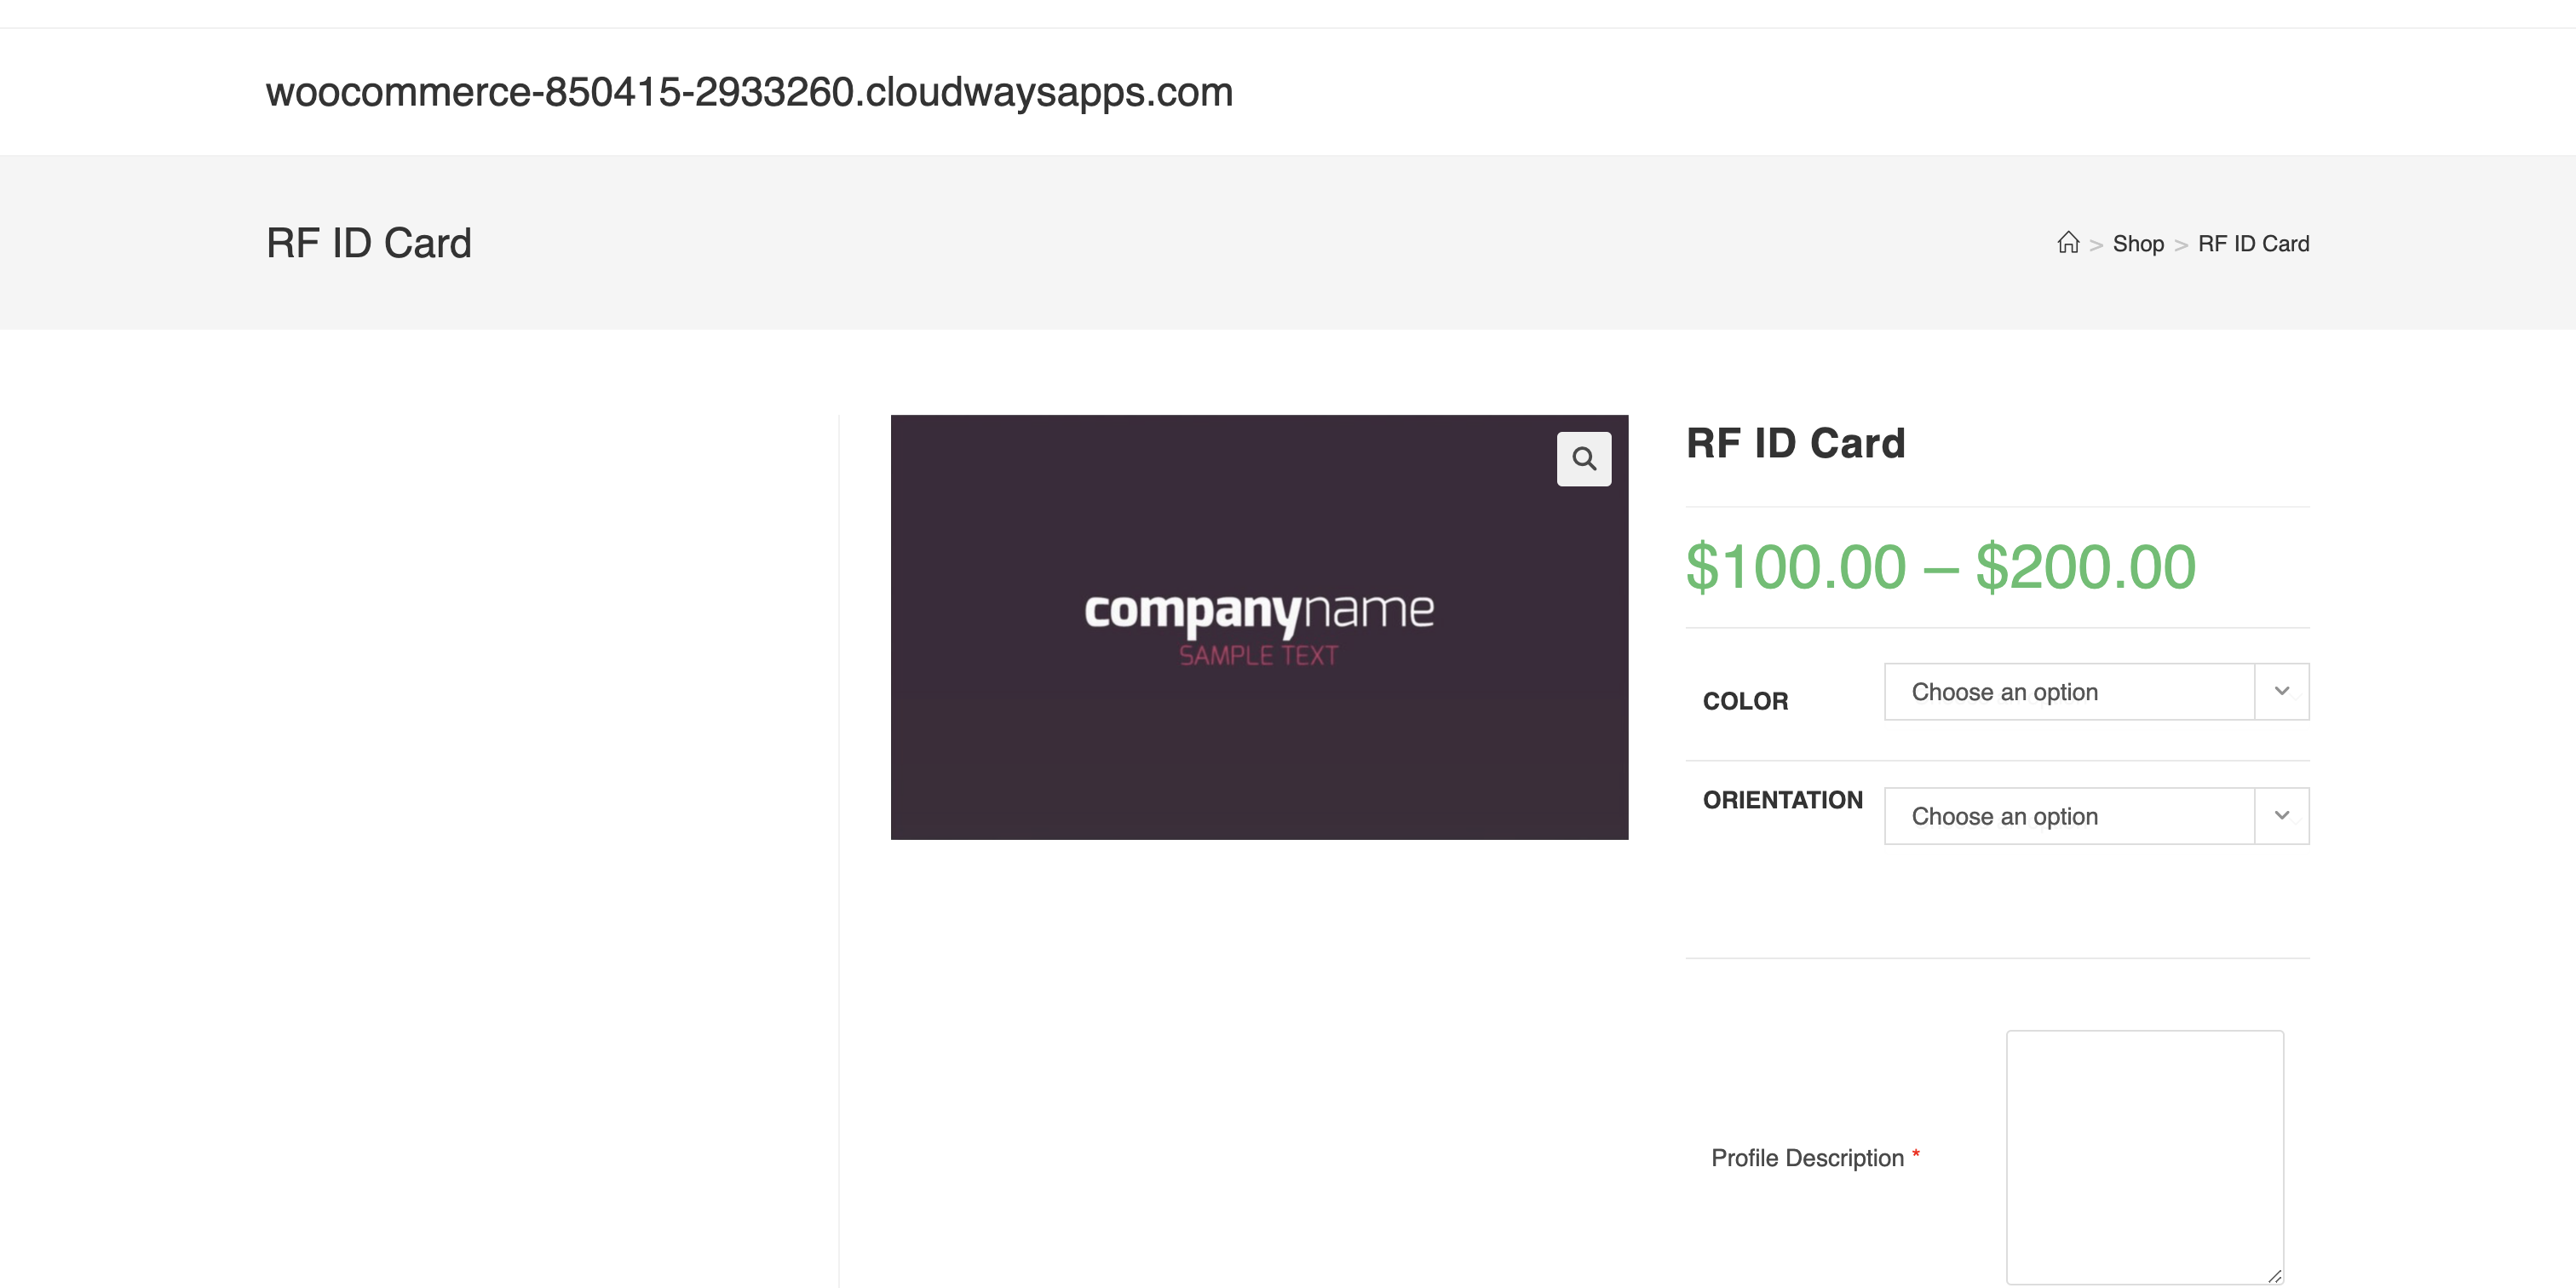 woocommerce-850415-2933260.cloudwaysapps.com
RF ID Card
> Shop > RF ID Card
companyname
SAMPLE TEXT
RF ID Card
$100.00 – $200.00
COLOR
Choose an option
ORIENTATION
Choose an option
Profile Description *